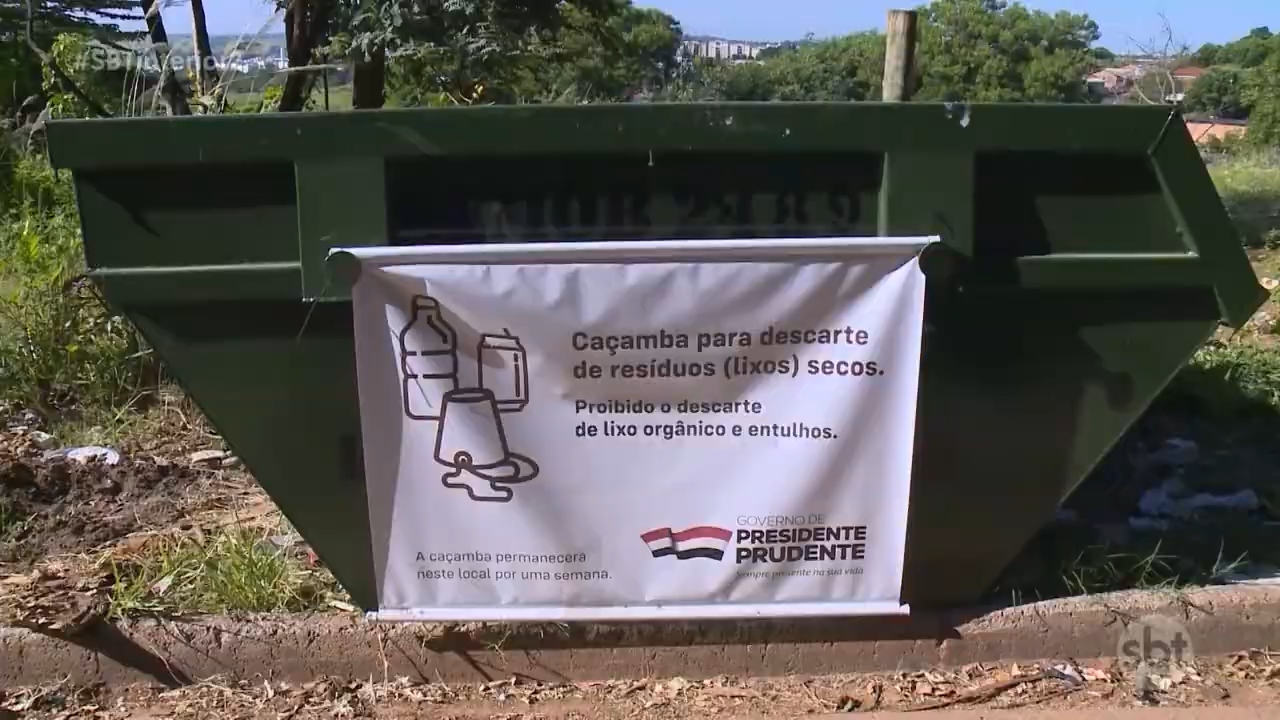 #SBTInterior
Caçamba para descarte
de resíduos (lixos) secos.
Proibido o descarte
de lixo orgânico e entulhos.
GOVERNO DE
PRESIDENTE
PRUDENTE
Sempre presente na sua vida
A caçamba permanecerá
neste local por uma semana.
sbt